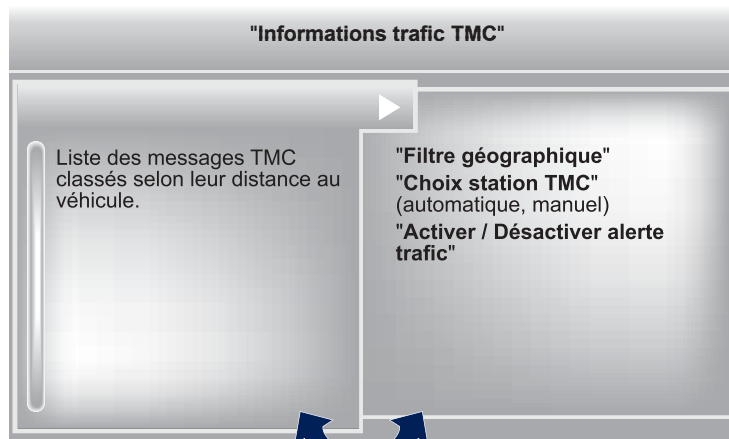 "Informations trafic TMC"
Liste des messages TMC
classés selon leur distance au
véhicule.
"Filtre géographique"
"Choix station TMC"
(automatique, manuel)
"Activer / Désactiver alerte
trafic"